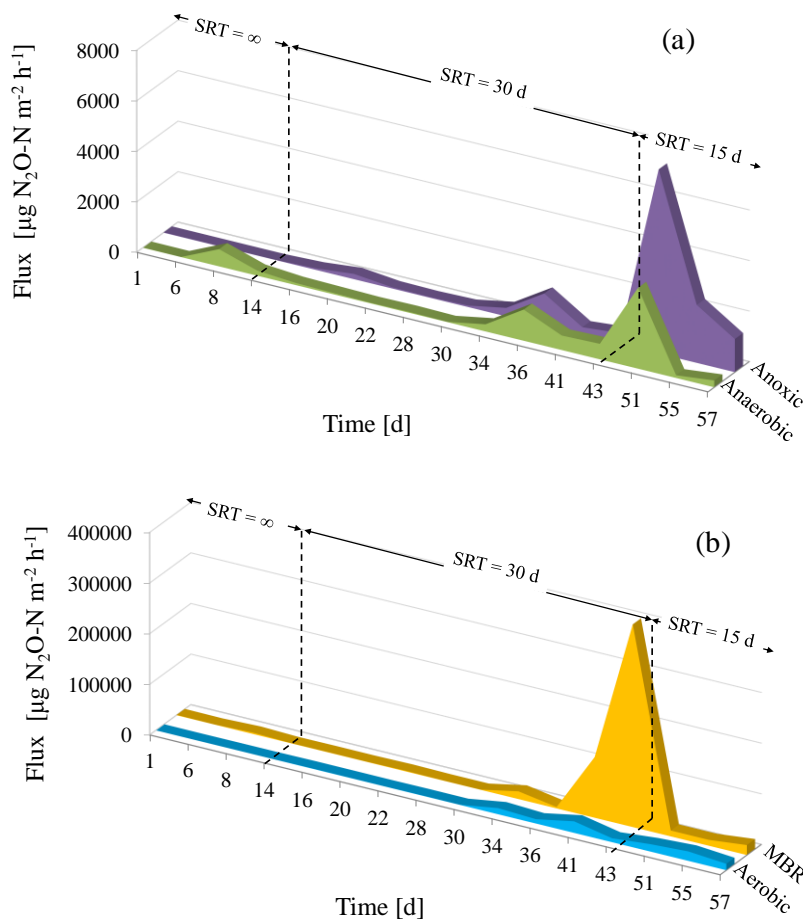 (a)
SRT = ∞
SRT = 30 d
SRT = 15 d
8000
6000
4000
2000
0
Flux [µg N₂O-N m⁻² h⁻¹]
1 6 8 14 16 20 22 28 30 34 36 41 43 51 55 57
Anoxic
Anaerobic
Time [d]
(b)
SRT = ∞
SRT = 30 d
SRT = 15 d
400000
300000
200000
100000
0
Flux [µg N₂O-N m⁻² h⁻¹]
1 6 8 14 16 20 22 28 30 34 36 41 43 51 55 57
MBR
Aerobic
Time [d]